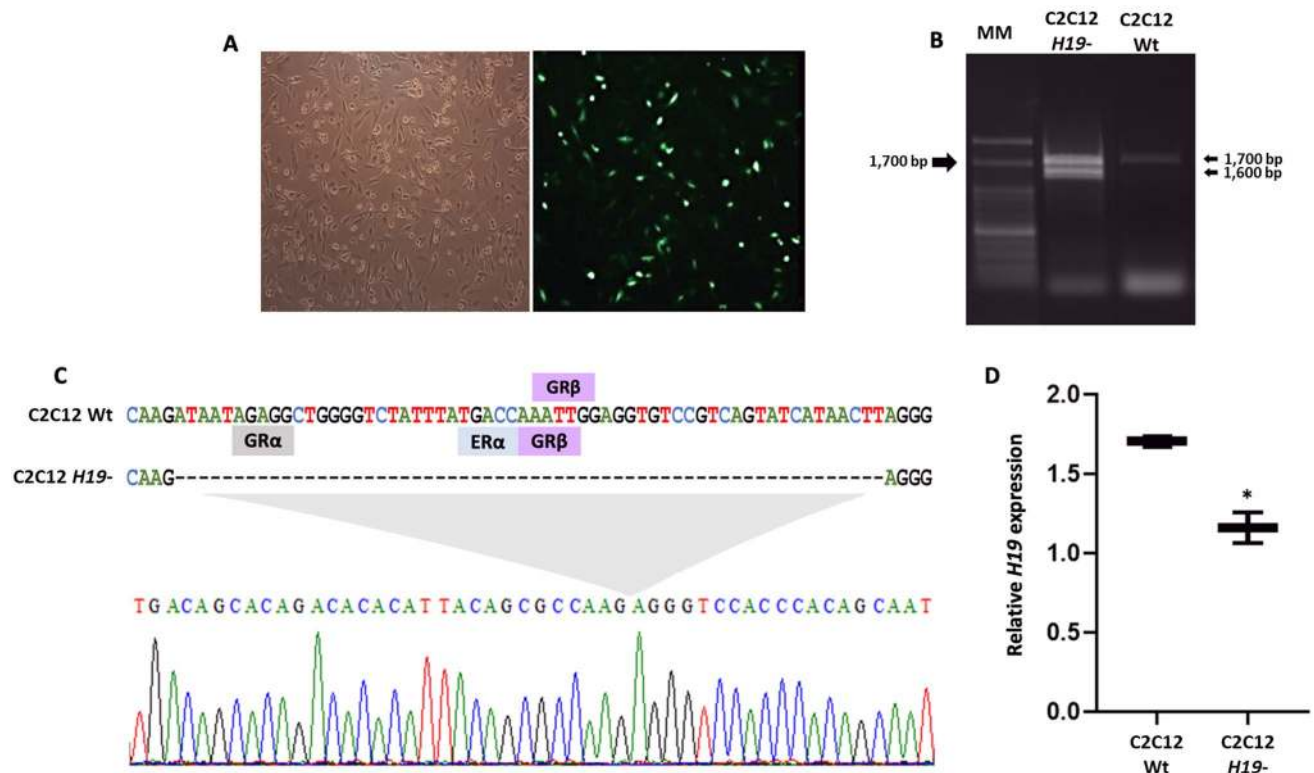 A
B
MM
C2C12
H19-
C2C12
Wt
1,700 bp
1,700 bp
1,600 bp
C
GRβ
C2C12 Wt CAAGATAATAGAGGCTGGGGTCTATTTATGACCAAATTGGAGGTGTCCGTCAGTATCATAACTTAGGG
GRα ERα GRβ
C2C12 H19- CAAG------------------------------------------------------------AGGG
T G A C A G C A C A G A C A C A C A T T A C A G C G C C A A G A G G G T C C A C C C A C A G C A A T
D
Relative H19 expression
2.0
1.5
*
1.0
0.5
0.0
C2C12
Wt
C2C12
H19-